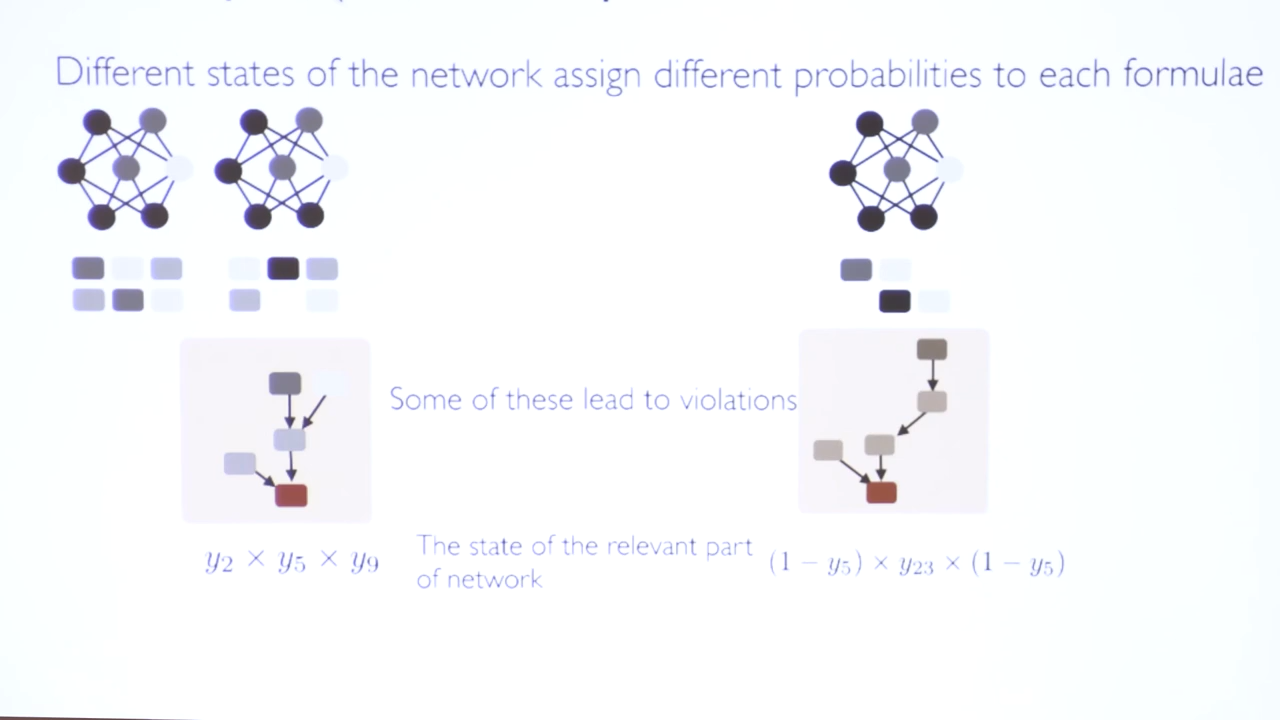 Different states of the network assign different probabilities to each formulae
Some of these lead to violations
y₂ × y₅ × y₉
The state of the relevant part
of network
(1 − y₅) × y₂₃ × (1 − y₅)